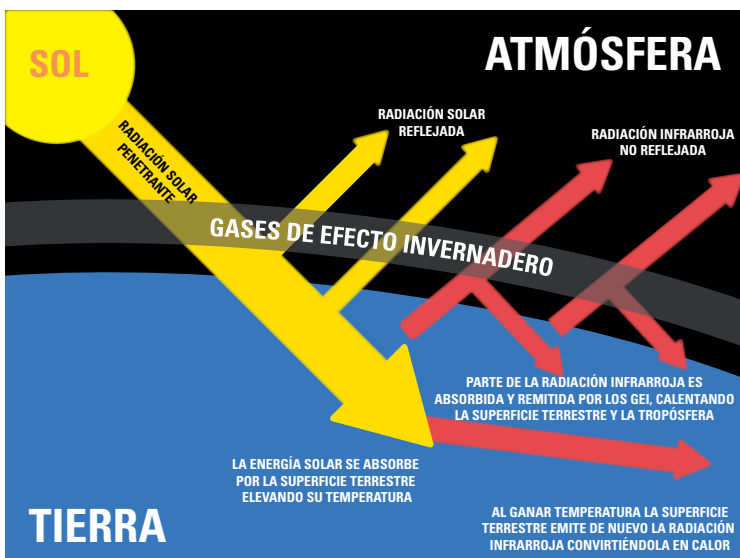 SOL
ATMÓSFERA
RADIACIÓN SOLAR
PENETRANTE
RADIACIÓN SOLAR
REFLEJADA
RADIACIÓN INFRARROJA
NO REFLEJADA
GASES DE EFECTO INVERNADERO
PARTE DE LA RADIACIÓN INFRARROJA ES
ABSORBIDA Y REMITIDA POR LOS GEI, CALENTANDO
LA SUPERFICIE TERRESTRE Y LA TROPÓSFERA
LA ENERGÍA SOLAR SE ABSORBE
POR LA SUPERFICIE TERRESTRE
ELEVANDO SU TEMPERATURA
TIERRA
AL GANAR TEMPERATURA LA SUPERFICIE
TERRESTRE EMITE DE NUEVO LA RADIACIÓN
INFRARROJA CONVIRTIÉNDOLA EN CALOR